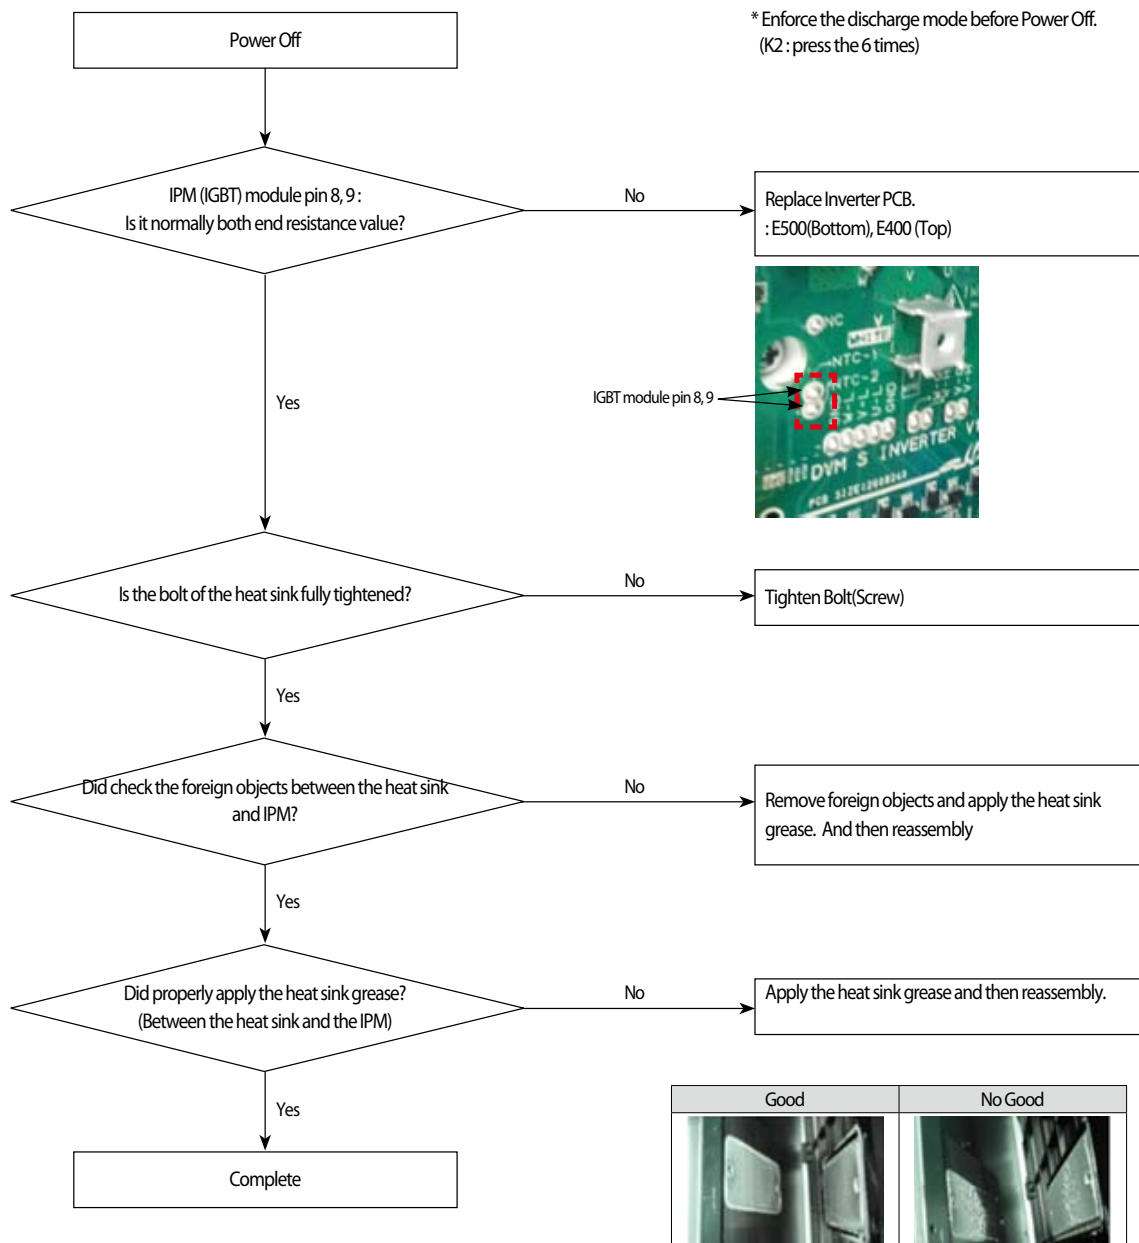 * Enforce the discharge mode before Power Off.
(K2 : press the 6 times)
Power Off
IPM (IGBT) module pin 8, 9 :
Is it normally both end resistance value?
No
Replace Inverter PCB.
: E500(Bottom), E400 (Top)
Yes
IGBT module pin 8, 9
NC
V
WHITE
NTC-1
NTC-2
GND
DVM S INVERTER
Is the bolt of the heat sink fully tightened?
No
Tighten Bolt(Screw)
Yes
Did check the foreign objects between the heat sink
and IPM?
No
Remove foreign objects and apply the heat sink
grease. And then reassembly
Yes
Did properly apply the heat sink grease?
(Between the heat sink and the IPM)
No
Apply the heat sink grease and then reassembly.
Yes
Good
No Good
Complete